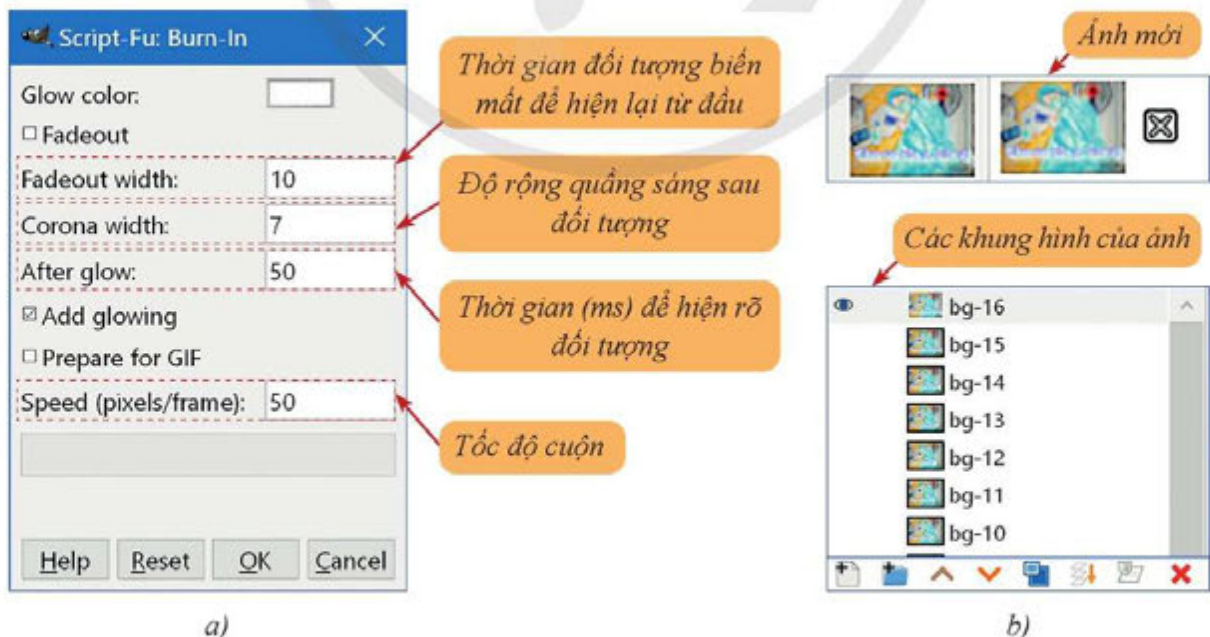 Script-Fu: Burn-In
Glow color:
Fadeout
Fadeout width: 10
Corona width: 7
After glow: 50
Add glowing
Prepare for GIF
Speed (pixels/frame): 50
Help Reset OK Cancel
Thời gian đối tượng biến
mất để hiện lại từ đầu
Độ rộng quầng sáng sau
đối tượng
Thời gian (ms) để hiện rõ
đối tượng
Tốc độ cuộn
a)
Ảnh mới
Các khung hình của ảnh
bg-16
bg-15
bg-14
bg-13
bg-12
bg-11
bg-10
b)